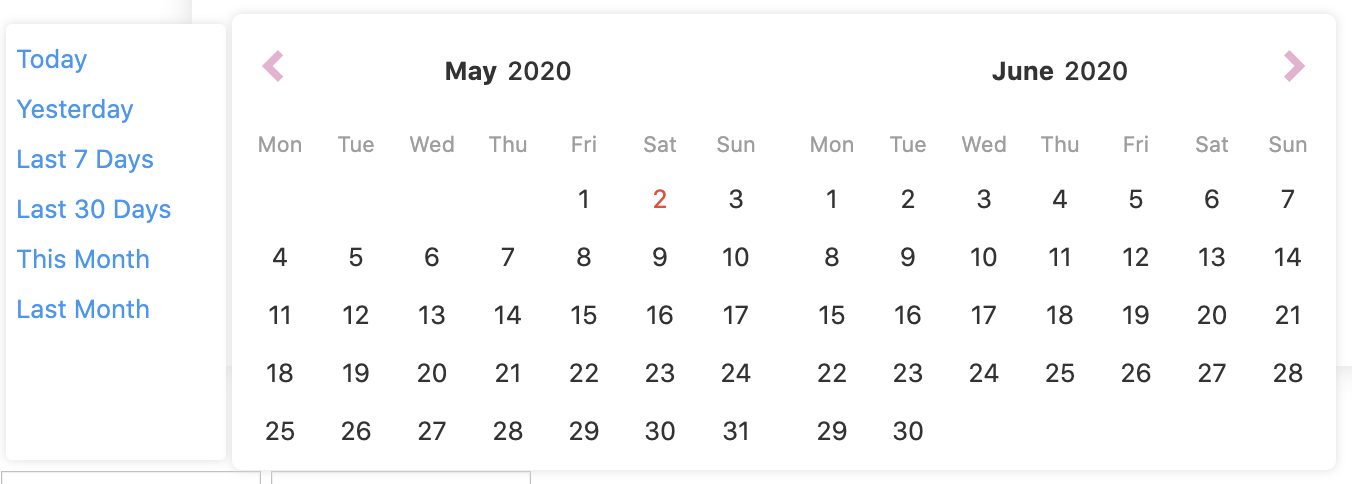 Today
Yesterday
Last 7 Days
Last 30 Days
This Month
Last Month
May 2020
Mon Tue Wed Thu Fri Sat Sun
1 2 3
4 5 6 7 8 9 10
11 12 13 14 15 16 17
18 19 20 21 22 23 24
25 26 27 28 29 30 31
June 2020
Mon Tue Wed Thu Fri Sat Sun
1 2 3 4 5 6 7
8 9 10 11 12 13 14
15 16 17 18 19 20 21
22 23 24 25 26 27 28
29 30